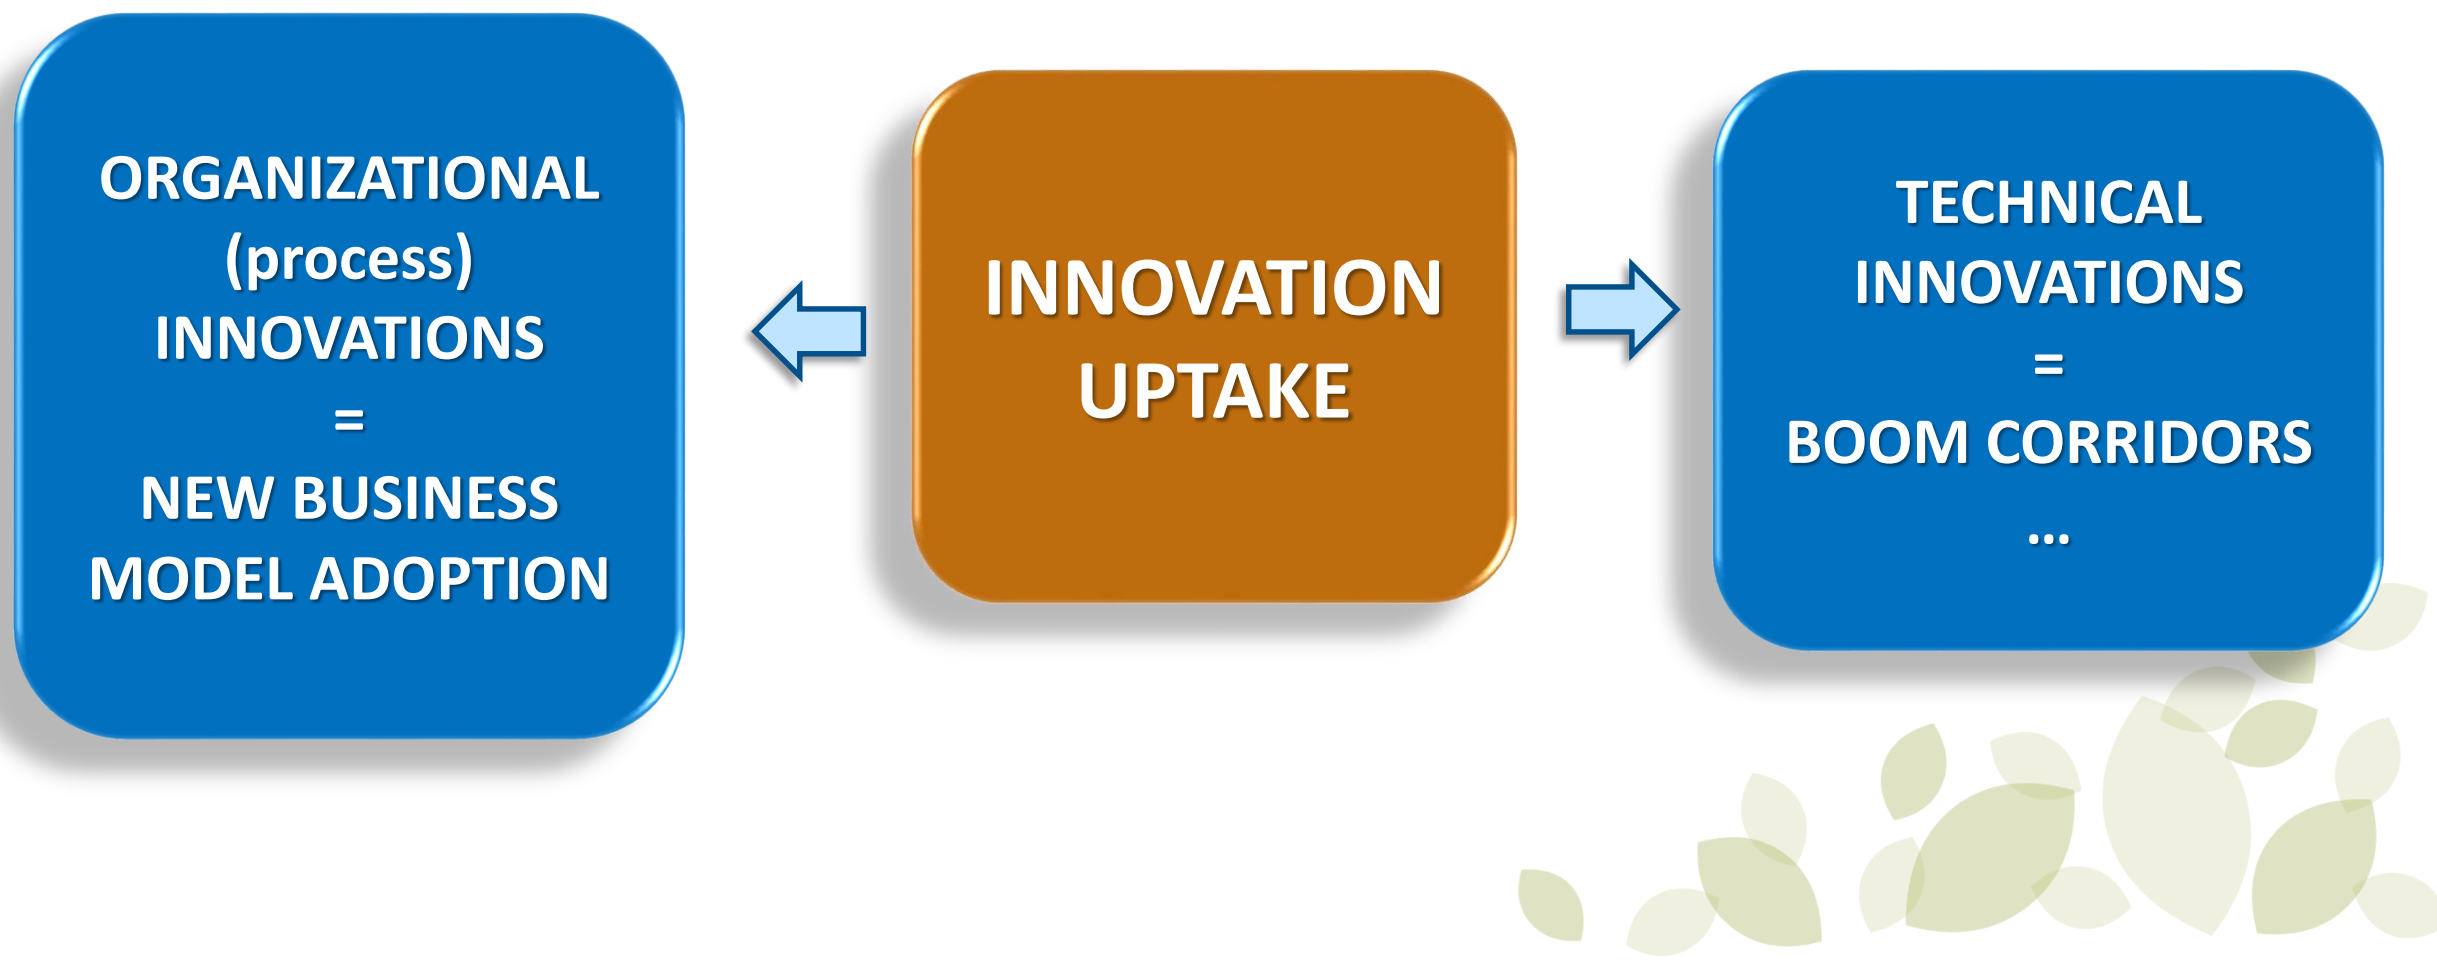 ORGANIZATIONAL
(process)
INNOVATIONS
=
NEW BUSINESS
MODEL ADOPTION
INNOVATION
UPTAKE
TECHNICAL
INNOVATIONS
=
BOOM CORRIDORS
...